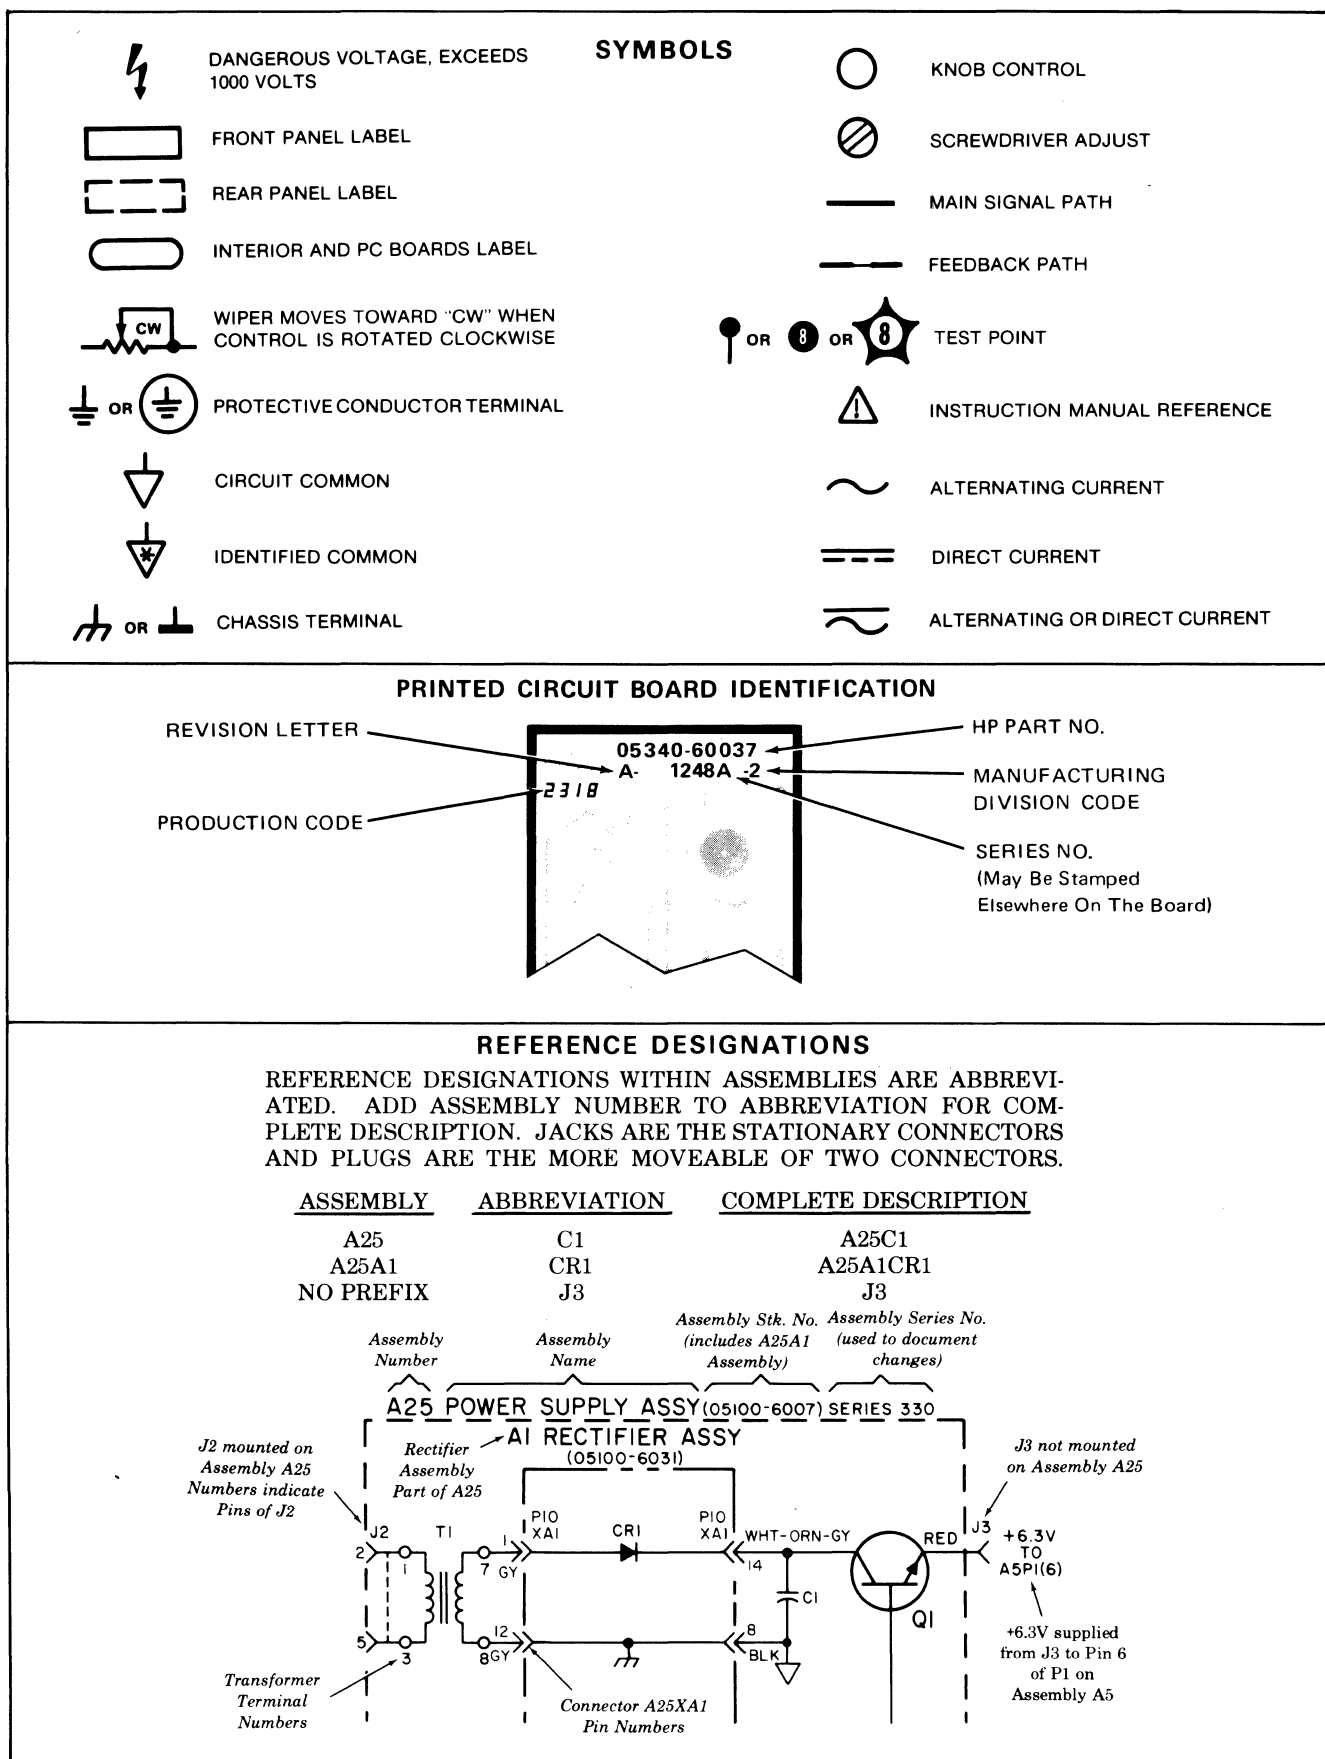 SYMBOLS
DANGEROUS VOLTAGE, EXCEEDS
1000 VOLTS
FRONT PANEL LABEL
REAR PANEL LABEL
INTERIOR AND PC BOARDS LABEL
CW
WIPER MOVES TOWARD "CW" WHEN
CONTROL IS ROTATED CLOCKWISE
OR
PROTECTIVE CONDUCTOR TERMINAL
CIRCUIT COMMON
IDENTIFIED COMMON
OR
CHASSIS TERMINAL
KNOB CONTROL
SCREWDRIVER ADJUST
MAIN SIGNAL PATH
FEEDBACK PATH
OR 8 OR 8 TEST POINT
INSTRUCTION MANUAL REFERENCE
ALTERNATING CURRENT
DIRECT CURRENT
ALTERNATING OR DIRECT CURRENT
PRINTED CIRCUIT BOARD IDENTIFICATION
REVISION LETTER
PRODUCTION CODE
05340-60037
A- 1248A -2
2318
HP PART NO.
MANUFACTURING
DIVISION CODE
SERIES NO.
(May Be Stamped
Elsewhere On The Board)
REFERENCE DESIGNATIONS
REFERENCE DESIGNATIONS WITHIN ASSEMBLIES ARE ABBREVI-
ATED. ADD ASSEMBLY NUMBER TO ABBREVIATION FOR COM-
PLETE DESCRIPTION. JACKS ARE THE STATIONARY CONNECTORS
AND PLUGS ARE THE MORE MOVEABLE OF TWO CONNECTORS.
ASSEMBLY ABBREVIATION COMPLETE DESCRIPTION
A25 C1 A25C1
A25A1 CR1 A25A1CR1
NO PREFIX J3 J3
Assembly
Number
Assembly
Name
Assembly Stk. No.
(includes A25A1
Assembly)
Assembly Series No.
(used to document
changes)
A25 POWER SUPPLY ASSY (05100-6007) SERIES 330
A1 RECTIFIER ASSY
(05100-6031)
J2 mounted on
Assembly A25
Numbers indicate
Pins of J2
Rectifier
Assembly
Part of A25
J3 not mounted
on Assembly A25
J2
T1
P10
XA1
CR1
P10
XA1
WHT-ORN-GY
RED
J3
+6.3V
TO
A5P1(6)
2
1
7
1
GY
14
C1
Q1
5
3
8
12
GY
8
BLK
+6.3V supplied
from J3 to Pin 6
of P1 on
Assembly A5
Transformer
Terminal
Numbers
Connector A25XA1
Pin Numbers